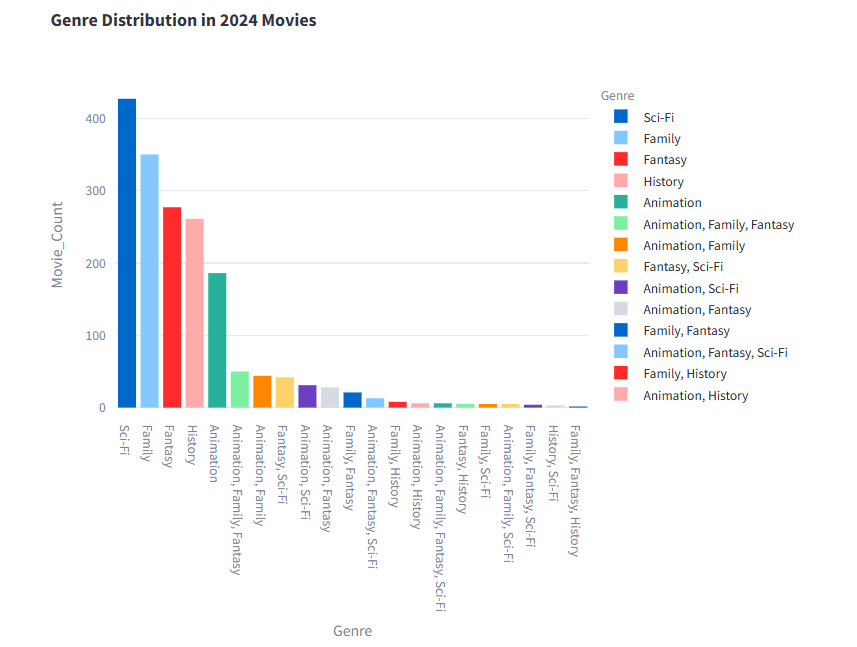 Genre Distribution in 2024 Movies
Movie_Count
400
300
200
100
0
Sci-Fi
Family
Fantasy
History
Animation
Animation, Family, Fantasy
Animation, Family
Fantasy, Sci-Fi
Animation, Sci-Fi
Animation, Fantasy
Family, Fantasy
Animation, Fantasy, Sci-Fi
Family, History
Animation, History
Animation, Family, Fantasy, Sci-Fi
Fantasy, History
Family, Sci-Fi
Animation, Family, Sci-Fi
Family, Fantasy, Sci-Fi
History, Sci-Fi
Family, Fantasy, History
Genre
Genre
Sci-Fi
Family
Fantasy
History
Animation
Animation, Family, Fantasy
Animation, Family
Fantasy, Sci-Fi
Animation, Sci-Fi
Animation, Fantasy
Family, Fantasy
Animation, Fantasy, Sci-Fi
Family, History
Animation, History